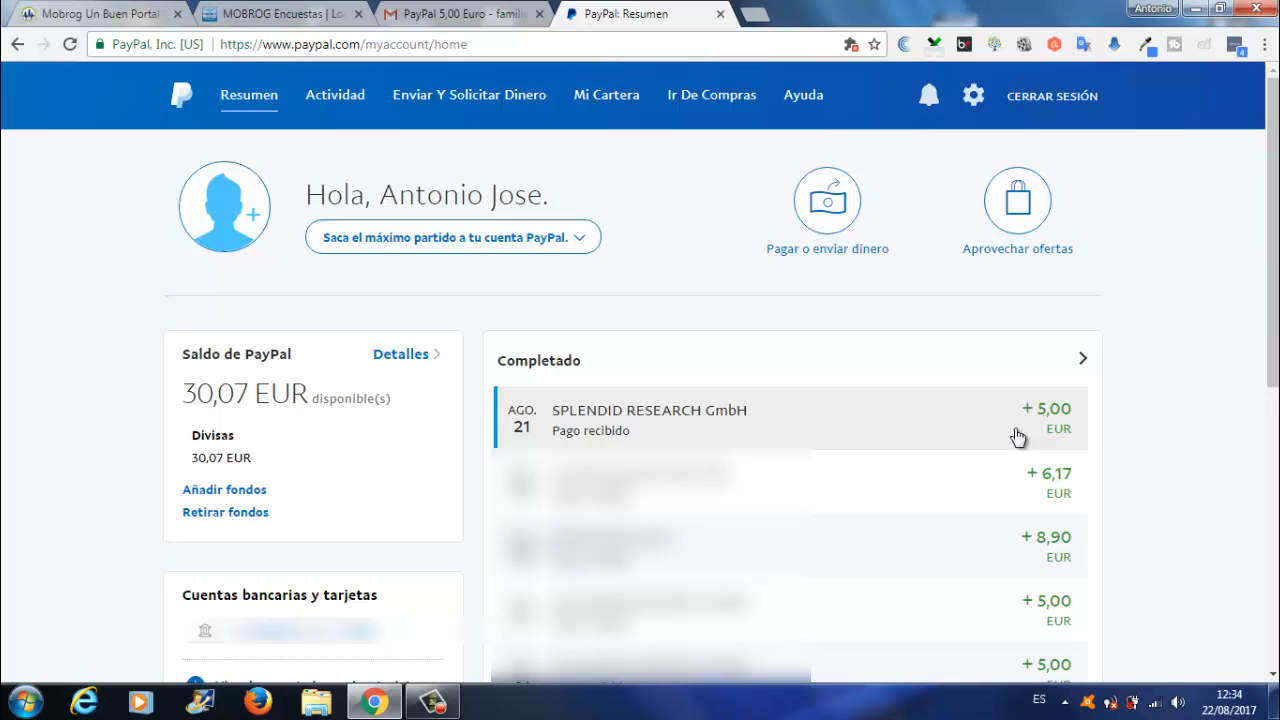 Mobrog Un Buen Portal
MOBROG Encuestas | Lo
PayPal 5,00 Euro - famili
PayPal: Resumen
Antonio
PayPal, Inc. [US]
https://www.paypal.com/myaccount/home
Resumen
Actividad
Enviar Y Solicitar Dinero
Mi Cartera
Ir De Compras
Ayuda
CERRAR SESIÓN
Hola, Antonio Jose.
Saca el máximo partido a tu cuenta PayPal.
Pagar o enviar dinero
Aprovechar ofertas
Saldo de PayPal
Detalles
30,07 EUR disponible(s)
Divisas
30,07 EUR
Añadir fondos
Retirar fondos
Cuentas bancarias y tarjetas
Completado
AGO.
21
SPLENDID RESEARCH GmbH
Pago recibido
+ 5,00
EUR
+ 6,17
EUR
+ 8,90
EUR
+ 5,00
EUR
+ 5,00
ES
12:34
22/08/2017